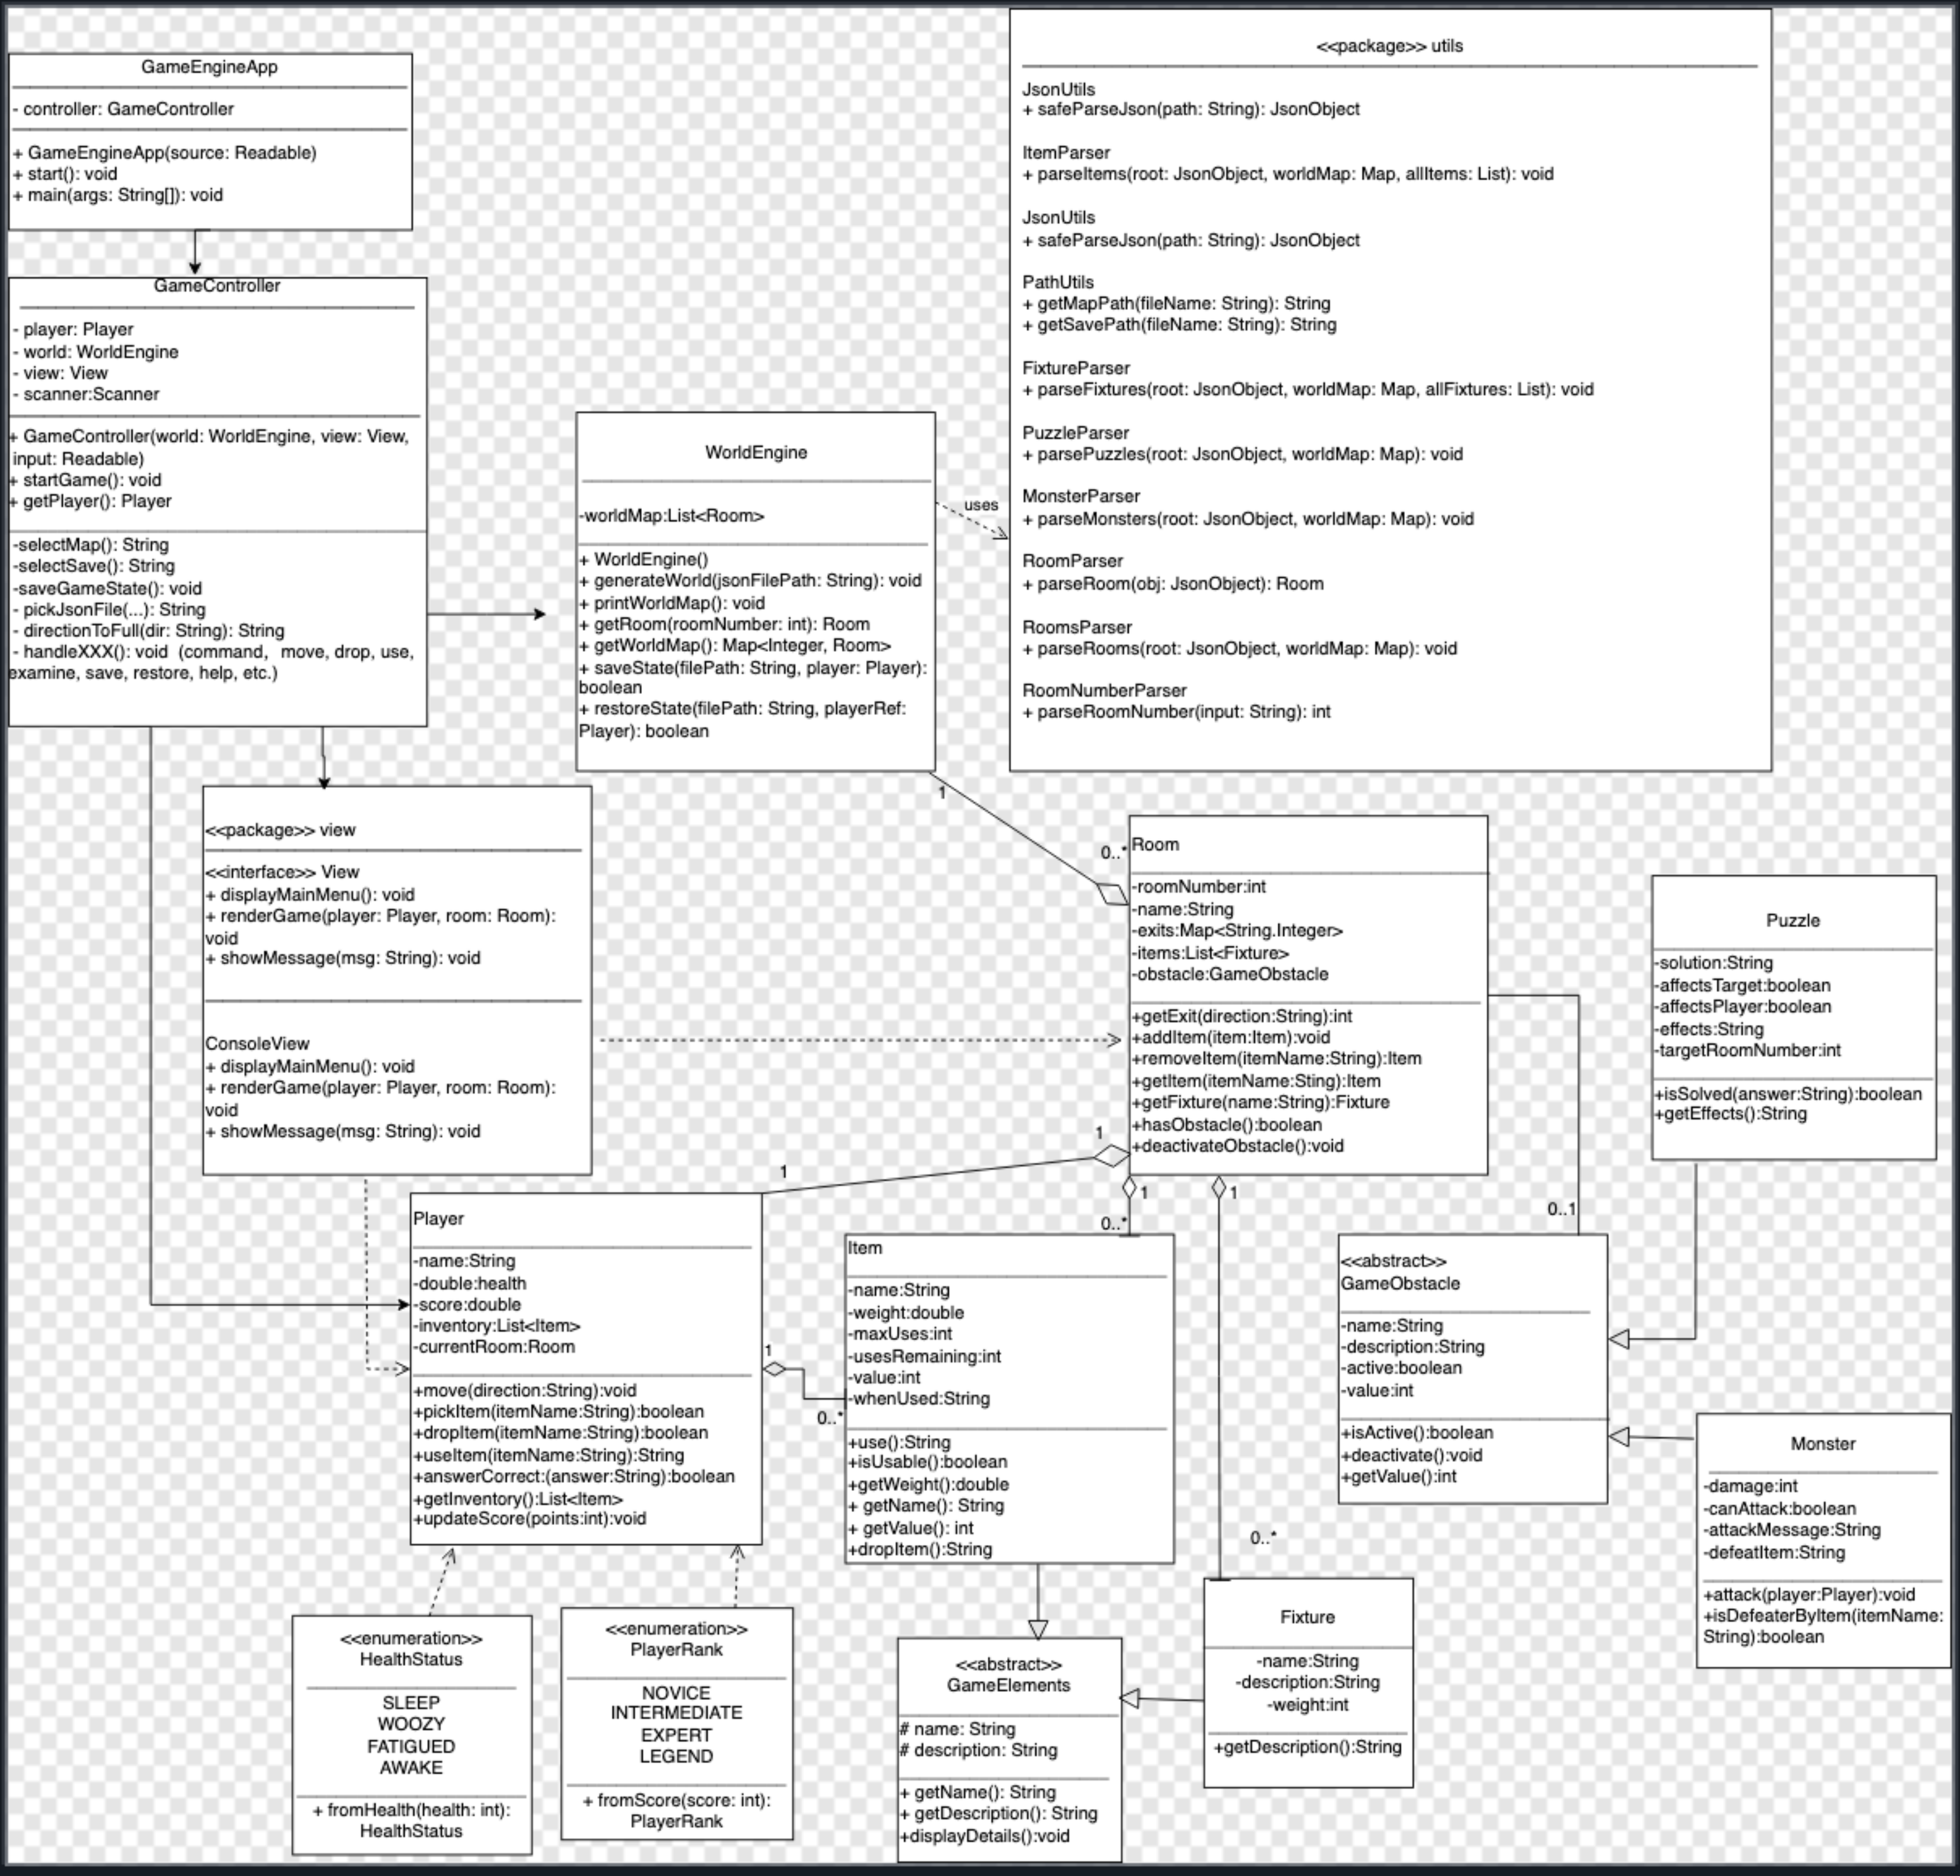 GameEngineApp
- controller: GameController
+ GameEngineApp(source: Readable)
+ start(): void
+ main(args: String[]): void
GameController
- player: Player
- world: WorldEngine
- view: View
- scanner:Scanner
+ GameController(world: WorldEngine, view: View,
input: Readable)
+ startGame(): void
+ getPlayer(): Player
-selectMap(): String
-selectSave(): String
-saveGameState(): void
- pickJsonFile(...): String
- directionToFull(dir: String): String
- handleXXX(): void (command, move, drop, use,
examine, save, restore, help, etc.)
WorldEngine
-worldMap:List<Room>
+ WorldEngine()
+ generateWorld(jsonFilePath: String): void
+ printWorldMap(): void
+ getRoom(roomNumber: int): Room
+ getWorldMap(): Map<Integer, Room>
+ saveState(filePath: String, player: Player):
boolean
+ restoreState(filePath: String, playerRef:
Player): boolean
uses
<<package>> utils
JsonUtils
+ safeParseJson(path: String): JsonObject
ItemParser
+ parseItems(root: JsonObject, worldMap: Map, allItems: List): void
JsonUtils
+ safeParseJson(path: String): JsonObject
PathUtils
+ getMapPath(fileName: String): String
+ getSavePath(fileName: String): String
FixtureParser
+ parseFixtures(root: JsonObject, worldMap: Map, allFixtures: List): void
PuzzleParser
+ parsePuzzles(root: JsonObject, worldMap: Map): void
MonsterParser
+ parseMonsters(root: JsonObject, worldMap: Map): void
RoomParser
+ parseRoom(obj: JsonObject): Room
RoomsParser
+ parseRooms(root: JsonObject, worldMap: Map): void
RoomNumberParser
+ parseRoomNumber(input: String): int
<<package>> view
<<interface>> View
+ displayMainMenu(): void
+ renderGame(player: Player, room: Room):
void
+ showMessage(msg: String): void
ConsoleView
+ displayMainMenu(): void
+ renderGame(player: Player, room: Room):
void
+ showMessage(msg: String): void
1
0..*
Room
-roomNumber:int
-name:String
-exits:Map<String.Integer>
-items:List<Fixture>
-obstacle:GameObstacle
+getExit(direction:String):int
+addItem(item:Item):void
+removeItem(itemName:String):Item
+getItem(itemName:Sting):Item
+getFixture(name:String):Fixture
+hasObstacle():boolean
+deactivateObstacle():void
Puzzle
-solution:String
-affectsTarget:boolean
-affectsPlayer:boolean
-effects:String
-targetRoomNumber:int
+isSolved(answer:String):boolean
+getEffects():String
1
1
1
0..*
1
0..1
Player
-name:String
-double:health
-score:double
-inventory:List<Item>
-currentRoom:Room
+move(direction:String):void
+pickItem(itemName:String):boolean
+dropItem(itemName:String):boolean
+useItem(itemName:String):String
+answerCorrect:(answer:String):boolean
+getInventory():List<Item>
+updateScore(points:int):void
1
0..*
Item
-name:String
-weight:double
-maxUses:int
-usesRemaining:int
-value:int
-whenUsed:String
+use():String
+isUsable():boolean
+getWeight():double
+ getName(): String
+ getValue(): int
+dropItem():String
<<abstract>>
GameObstacle
-name:String
-description:String
-active:boolean
-value:int
+isActive():boolean
+deactivate():void
+getValue():int
Monster
-damage:int
-canAttack:boolean
-attackMessage:String
-defeatItem:String
+attack(player:Player):void
+isDefeaterByItem(itemName:
String):boolean
0..*
<<enumeration>>
HealthStatus
SLEEP
WOOZY
FATIGUED
AWAKE
+ fromHealth(health: int):
HealthStatus
<<enumeration>>
PlayerRank
NOVICE
INTERMEDIATE
EXPERT
LEGEND
+ fromScore(score: int):
PlayerRank
<<abstract>>
GameElements
# name: String
# description: String
+ getName(): String
+ getDescription(): String
+displayDetails():void
Fixture
-name:String
-description:String
-weight:int
+getDescription():String